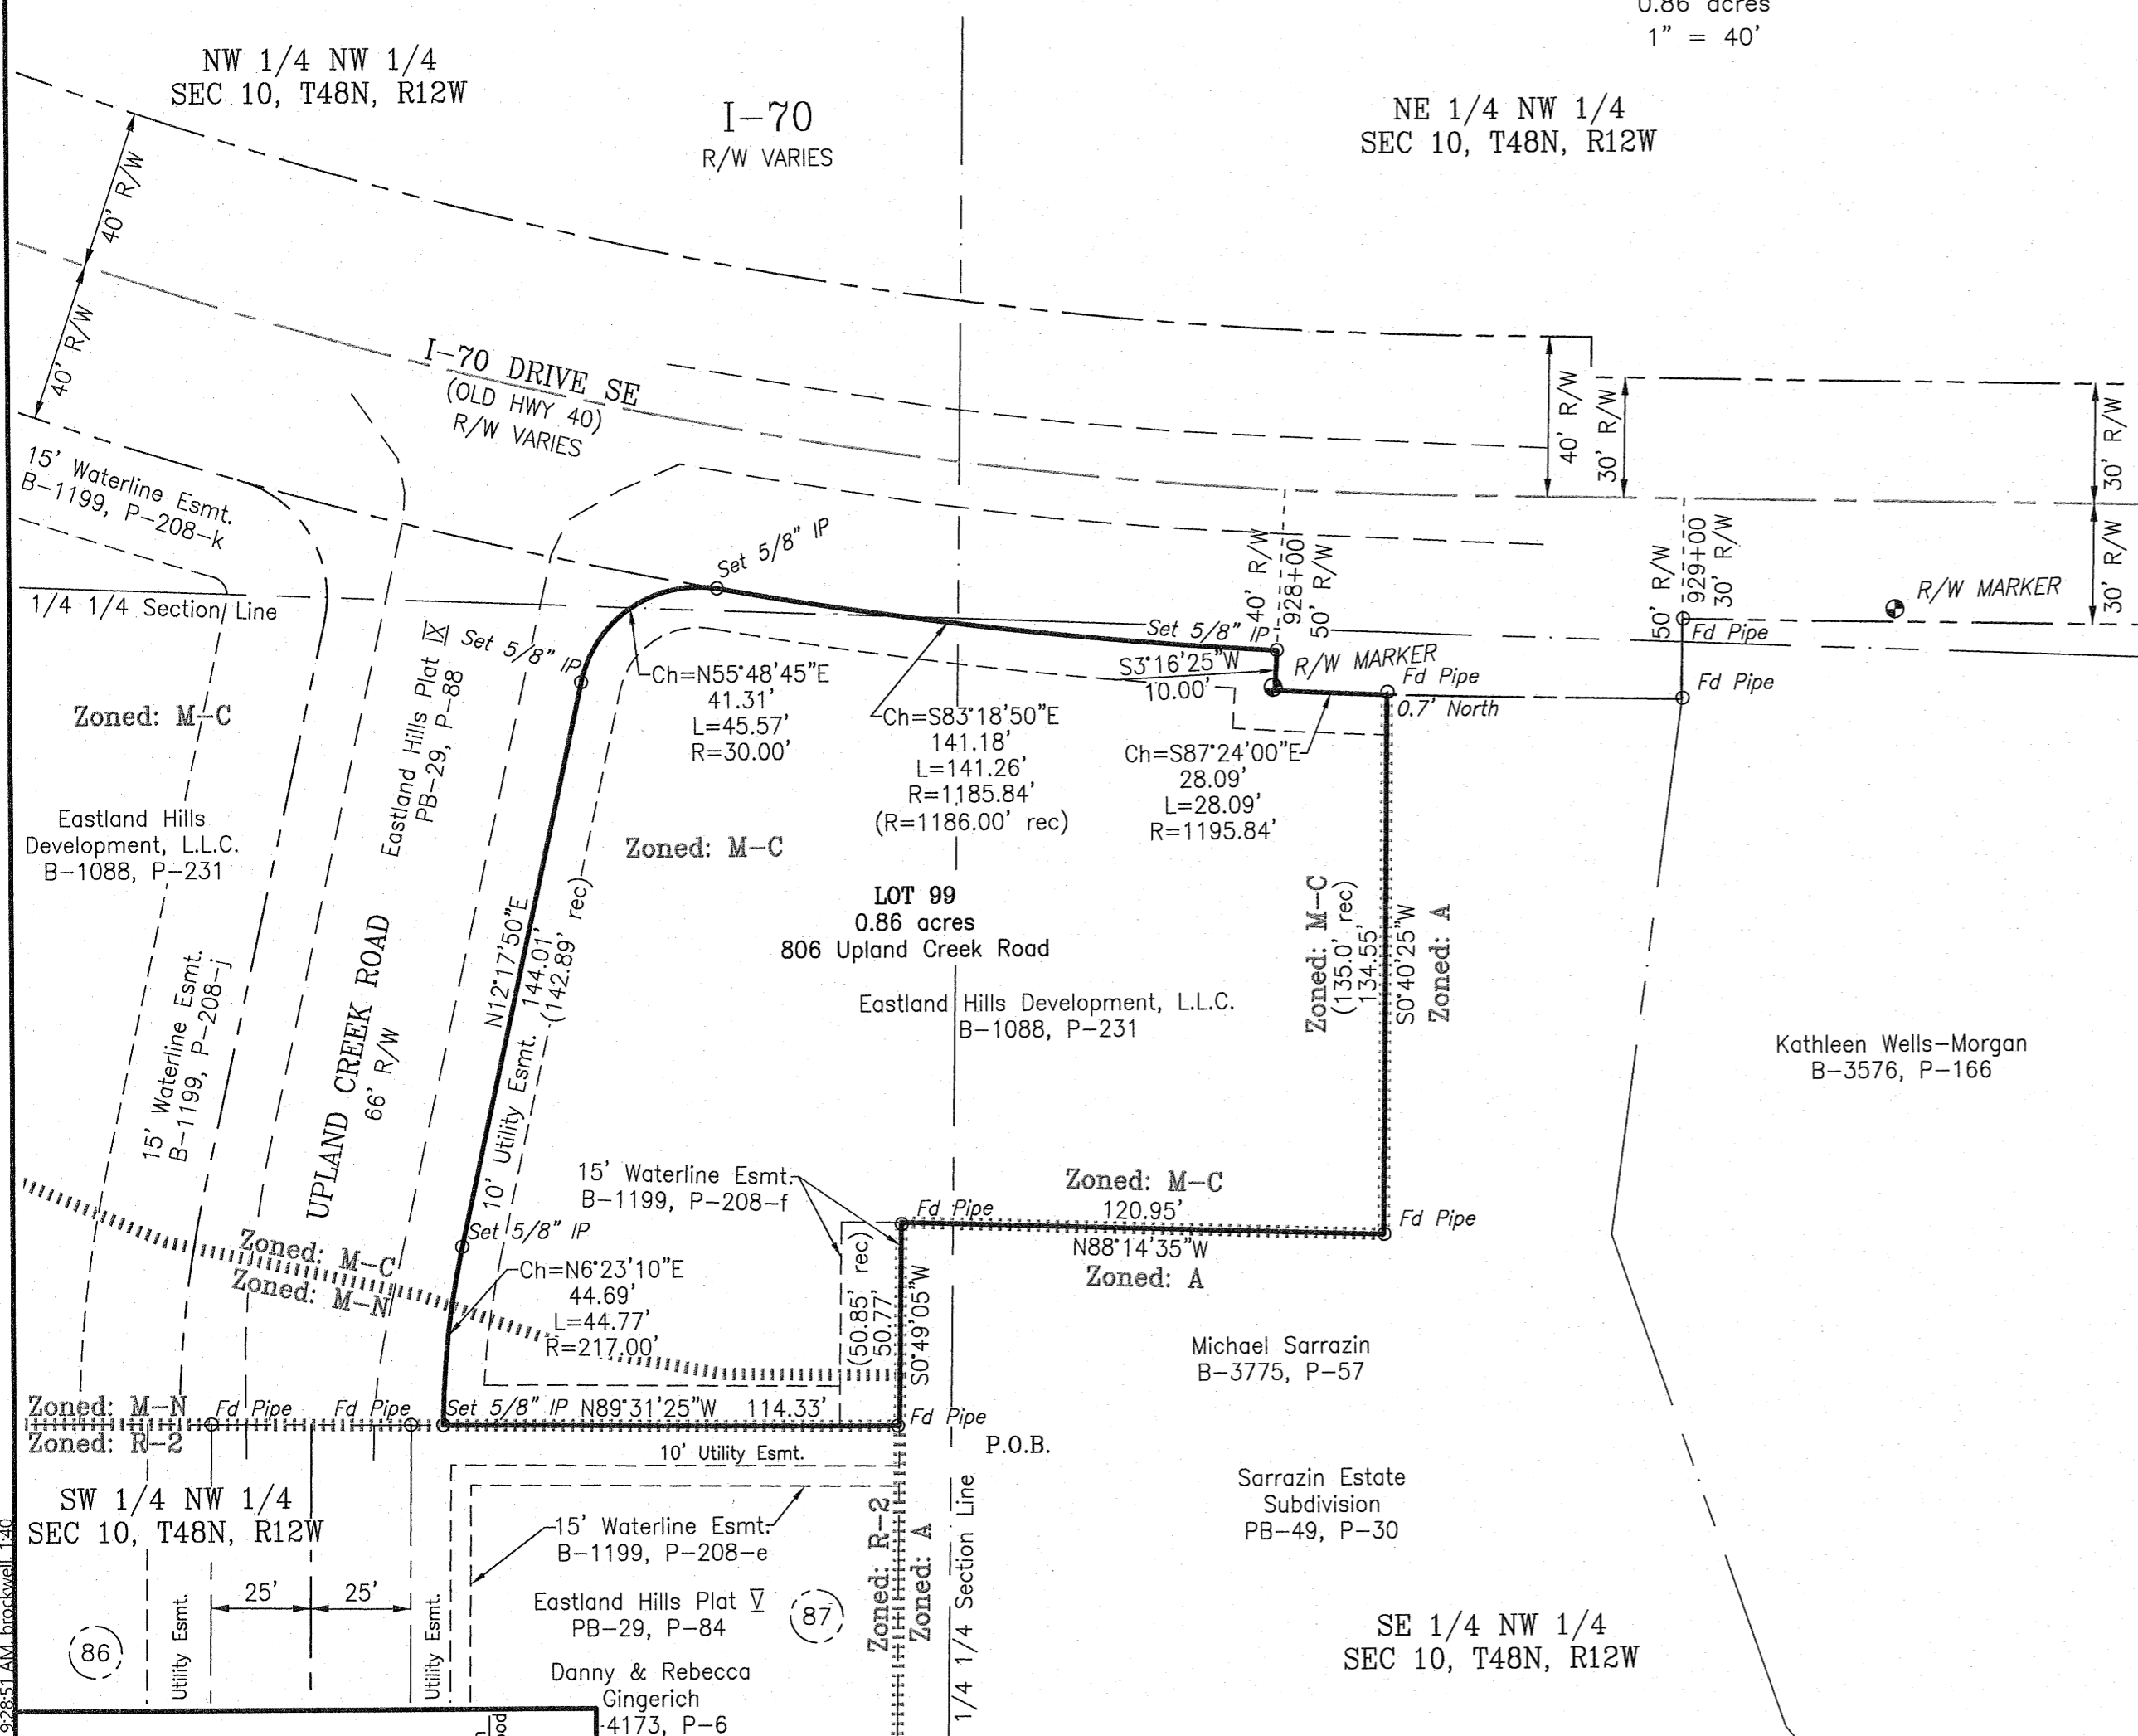 0.86 acres
1" = 40'
NW 1/4 NW 1/4
SEC 10, T48N, R12W
I-70
R/W VARIES
NE 1/4 NW 1/4
SEC 10, T48N, R12W
40' R/W
40' R/W
I-70 DRIVE SE
(OLD HWY 40)
R/W VARIES
40' R/W
30' R/W
30' R/W
30' R/W
15' Waterline Esmt.
B-1199, P-208-k
Set 5/8" IP
40' R/W
928+00
50' R/W
50' R/W
929+00
30' R/W
R/W MARKER
1/4 1/4 Section Line
Set 5/8" IP
Set 5/8" IP
Fd Pipe
R/W MARKER
S3°16'25"W
10.00'
Fd Pipe
Fd Pipe
0.7' North
Eastland Hills Plat IX
PB-29, P-88
Ch=N55°48'45"E
41.31'
L=45.57'
R=30.00'
Ch=S83°18'50"E
141.18'
L=141.26'
R=1185.84'
(R=1186.00' rec)
Ch=S87°24'00"E
28.09'
L=28.09'
R=1195.84'
Zoned: M-C
Eastland Hills
Development, L.L.C.
B-1088, P-231
Zoned: M-C
LOT 99
0.86 acres
806 Upland Creek Road
Eastland Hills Development, L.L.C.
B-1088, P-231
N12°17'50"E
144.01'
(142.89' rec)
Zoned: M-C
(135.0' rec)
134.55'
S0°40'25"W
Zoned: A
Kathleen Wells-Morgan
B-3576, P-166
15' Waterline Esmt.
B-1199, P-208-j
UPLAND CREEK ROAD
66' R/W
10' Utility Esmt.
15' Waterline Esmt.
B-1199, P-208-f
Zoned: M-C
Fd Pipe
120.95'
Fd Pipe
N88°14'35"W
Zoned: A
Set 5/8" IP
Zoned: M-C
Zoned: M-N
Ch=N6°23'10"E
44.69'
L=44.77'
R=217.00'
(50.85' rec)
50.77'
S0°49'05"W
Michael Sarrazin
B-3775, P-57
Zoned: M-N
Fd Pipe
Fd Pipe
Set 5/8" IP
N89°31'25"W
114.33'
Fd Pipe
Zoned: R-2
P.O.B.
10' Utility Esmt.
SW 1/4 NW 1/4
SEC 10, T48N, R12W
Sarrazin Estate
Subdivision
PB-49, P-30
15' Waterline Esmt.
B-1199, P-208-e
Zoned: R-2
Zoned: A
1/4 1/4 Section Line
25'
25'
Utility Esmt.
Utility Esmt.
86
Eastland Hills Plat V
PB-29, P-84
87
Danny & Rebecca
Gingerich
4173, P-6
SE 1/4 NW 1/4
SEC 10, T48N, R12W
9:28:51 AM, brockwell, 1:40